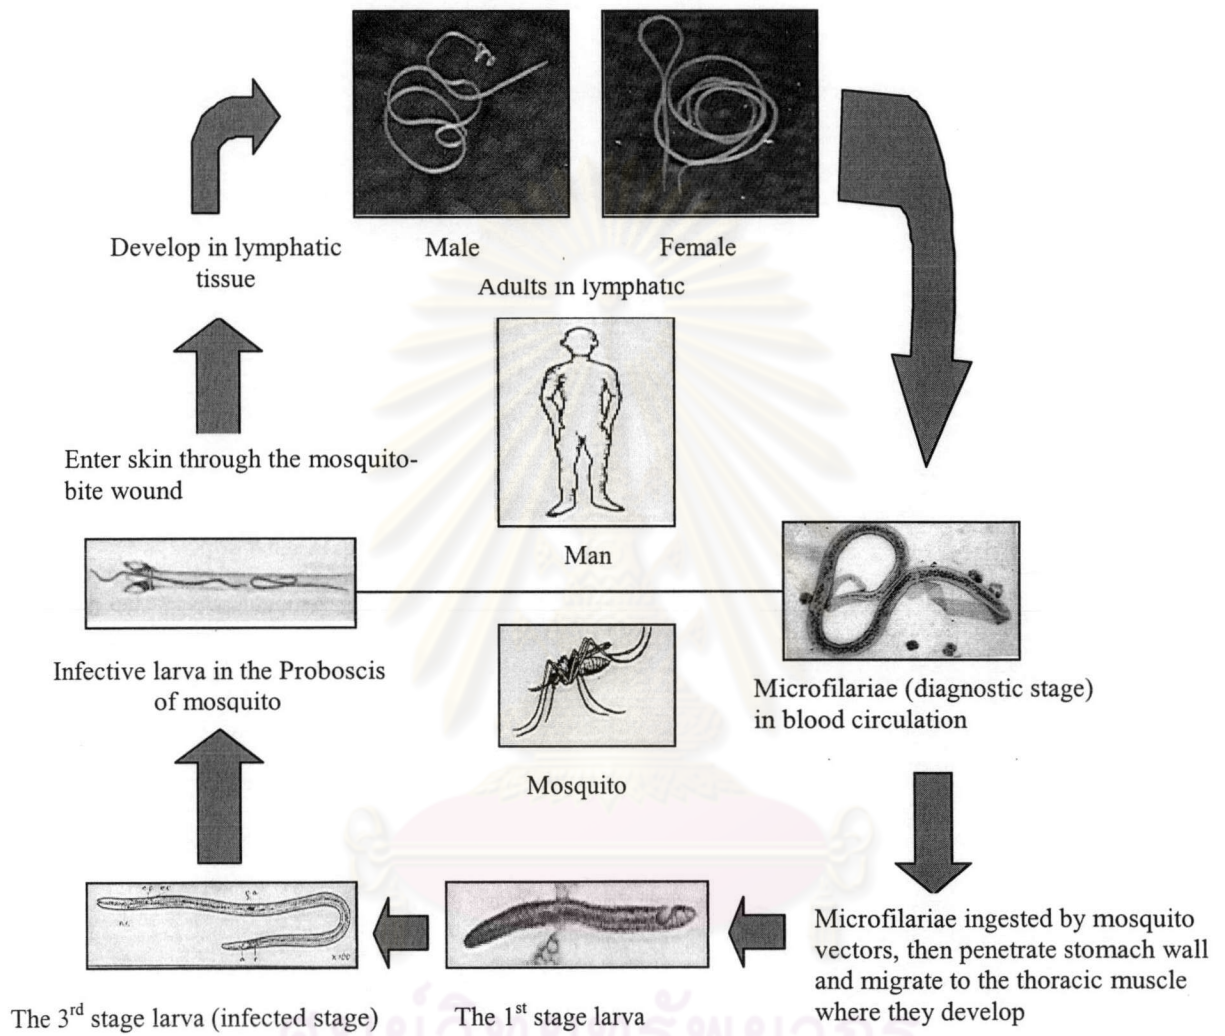 Develop in lymphatic
tissue
Male
Female
Adults in lymphatic
Enter skin through the mosquito-
bite wound
Man
Infective larva in the Proboscis
of mosquito
Microfilariae (diagnostic stage)
in blood circulation
Mosquito
x100
Microfilariae ingested by mosquito
vectors, then penetrate stomach wall
and migrate to the thoracic muscle
where they develop
The 3rd stage larva (infected stage)
The 1st stage larva